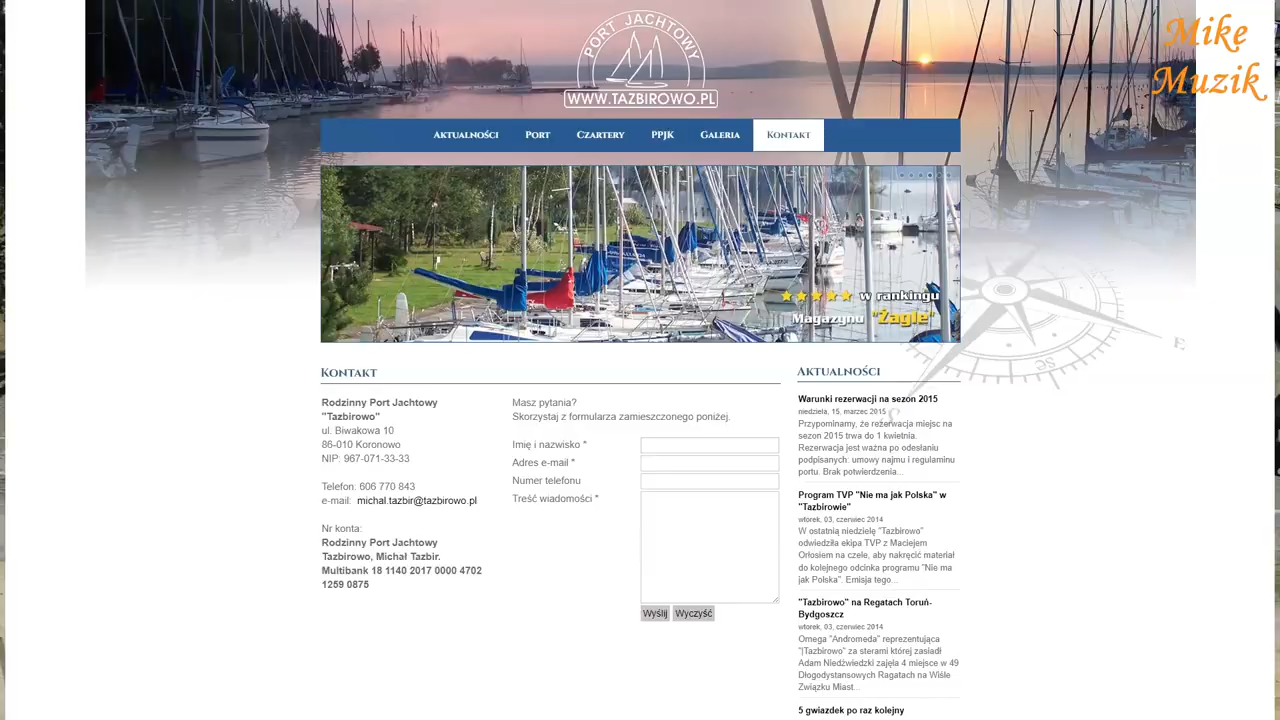 Mike
Muzik
PORT JACHTOWY
WWW.TAZBIROWO.PL
Aktualności Port Czartery PPJK Galeria Kontakt
w rankingu
Magazynu "Żagle"
Kontakt
Rodzinny Port Jachtowy
"Tazbirowo"
ul. Biwakowa 10
86-010 Koronowo
NIP: 967-071-33-33
Telefon: 606 770 843
e-mail: michal.tazbir@tazbirowo.pl
Nr konta:
Rodzinny Port Jachtowy
Tazbirowo, Michał Tazbir.
Multibank 18 1140 2017 0000 4702
1259 0875
Masz pytania?
Skorzystaj z formularza zamieszczonego poniżej.
Imię i nazwisko *
Adres e-mail *
Numer telefonu
Treść wiadomości *
Wyślij Wyczyść
Aktualności
Warunki rezerwacji na sezon 2015
niedziela, 15, marzec 2015
Przypominamy, że rezerwacja miejsc na
sezon 2015 trwa do 1 kwietnia.
Rezerwacja jest ważna po odesłaniu
podpisanych: umowy najmu i regulaminu
portu. Brak potwierdzenia...
Program TVP "Nie ma jak Polska" w
"Tazbirowie"
wtorek, 03, czerwiec 2014
W ostatnią niedzielę "Tazbirowo"
odwiedziła ekipa TVP z Maciejem
Orłosiem na czele, aby nakręcić materiał
do kolejnego odcinka programu "Nie ma
jak Polska". Emisja tego...
"Tazbirowo" na Regatach Toruń-
Bydgoszcz
wtorek, 03, czerwiec 2014
Omega "Andromeda" reprezentująca
"|Tazbirowo" za sterami której zasiadł
Adam Niedźwiedzki zajęła 4 miejsce w 49
Długodystansowych Ragatach na Wiśle
Związku Miast...
5 gwiazdek po raz kolejny
E
SE
S